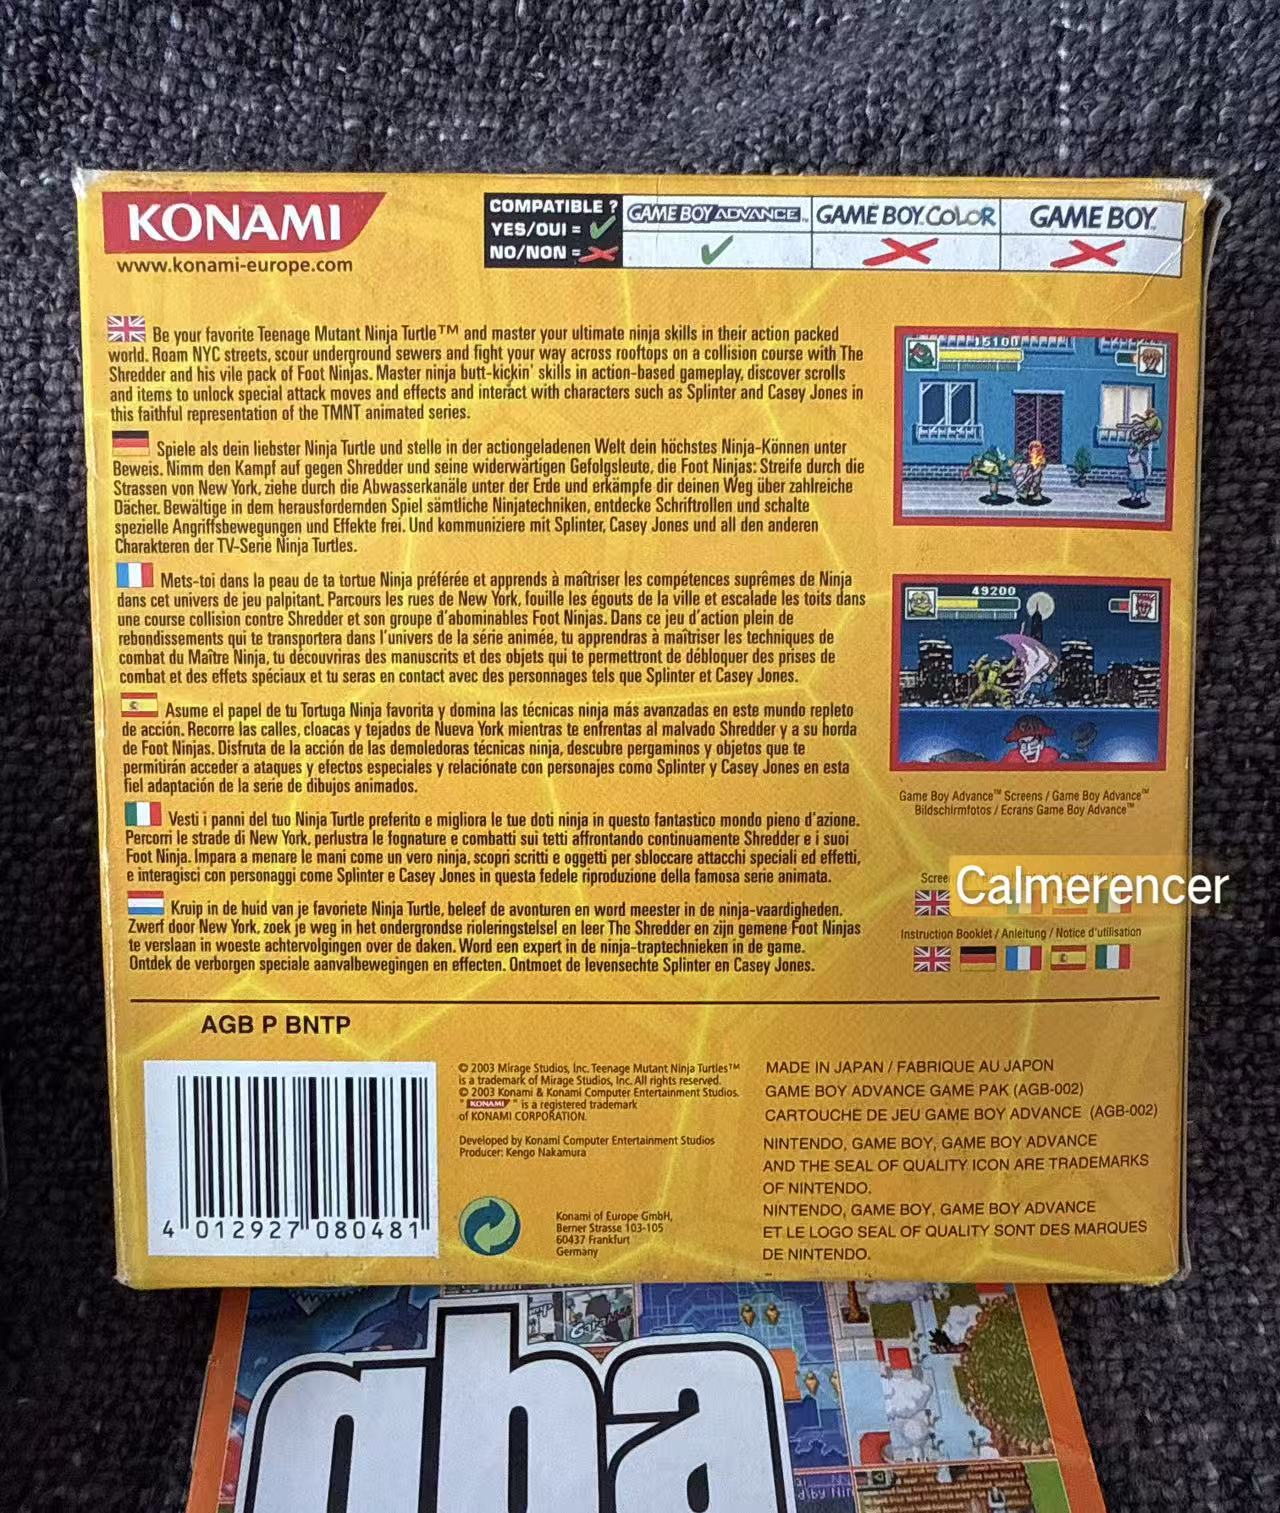 KONAMI
www.konami-europe.com
COMPATIBLE ?
YES/OUI =
NO/NON =
GAME BOY ADVANCE™
GAME BOY COLOR
GAME BOY™
Be your favorite Teenage Mutant Ninja Turtle™ and master your ultimate ninja skills in their action packed
world. Roam NYC streets, scour underground sewers and fight your way across rooftops on a collision course with The
Shredder and his vile pack of Foot Ninjas. Master ninja butt-kickin' skills in action-based gameplay, discover scrolls
and items to unlock special attack moves and effects and interact with characters such as Splinter and Casey Jones in
this faithful representation of the TMNT animated series.
Spiele als dein liebster Ninja Turtle und stelle in der actiongeladenen Welt dein höchstes Ninja-Können unter
Beweis. Nimm den Kampf auf gegen Shredder und seine widerwärtigen Gefolgsleute, die Foot Ninjas: Streife durch die
Strassen von New York, ziehe durch die Abwasserkanäle unter der Erde und erkämpfe dir deinen Weg über zahlreiche
Dächer. Bewältige in dem herausfordernden Spiel sämtliche Ninjatechniken, entdecke Schriftrollen und schalte
spezielle Angriffsbewegungen und Effekte frei. Und kommuniziere mit Splinter, Casey Jones und all den anderen
Charakteren der TV-Serie Ninja Turtles.
Mets-toi dans la peau de ta tortue Ninja préférée et apprends à maîtriser les compétences suprêmes de Ninja
dans cet univers de jeu palpitant. Parcours les rues de New York, fouille les égouts de la ville et escalade les toits dans
une course collision contre Shredder et son groupe d'abominables Foot Ninjas. Dans ce jeu d'action plein de
rebondissements qui te transportera dans l'univers de la série animée, tu apprendras à maîtriser les techniques de
combat du Maître Ninja, tu découvriras des manuscrits et des objets qui te permettront de débloquer des prises de
combat et des effets spéciaux et tu seras en contact avec des personnages tels que Splinter et Casey Jones.
Asume el papel de tu Tortuga Ninja favorita y domina las técnicas ninja más avanzadas en este mundo repleto
de acción. Recorre las calles, cloacas y tejados de Nueva York mientras te enfrentas al malvado Shredder y a su horda
de Foot Ninjas. Disfruta de la acción de las demoledoras técnicas ninja, descubre pergaminos y objetos que te
permitirán acceder a ataques y efectos especiales y relaciónate con personajes como Splinter y Casey Jones en esta
fiel adaptación de la serie de dibujos animados.
Vesti i panni del tuo Ninja Turtle preferito e migliora le tue doti ninja in questo fantastico mondo pieno d'azione.
Percorri le strade di New York, perlustra le fognature e combatti sui tetti affrontando continuamente Shredder e i suoi
Foot Ninja. Impara a menare le mani come un vero ninja, scopri scritti e oggetti per sbloccare attacchi speciali ed effetti,
e interagisci con personaggi come Splinter e Casey Jones in questa fedele riproduzione della famosa serie animata.
Kruip in de huid van je favoriete Ninja Turtle, beleef de avonturen en word meester in de ninja-vaardigheden.
Zwerf door New York, zoek je weg in het ondergrondse rioleringstelsel en leer The Shredder en zijn gemene Foot Ninjas
te verslaan in woeste achtervolgingen over de daken. Word een expert in de ninja-traptechnieken in de game.
Ontdek de verborgen speciale aanvalbewegingen en effecten. Ontmoet de levensechte Splinter en Casey Jones.
15100
49200
Game Boy Advance™ Screens / Game Boy Advance™
Bildschirmfotos / Ecrans Game Boy Advance™
Calmerencer
Instruction Booklet / Anleitung / Notice d'utilisation
AGB P BNTP
4 012927 080481
© 2003 Mirage Studios, Inc. Teenage Mutant Ninja Turtles™
is a trademark of Mirage Studios, Inc. All rights reserved.
© 2003 Konami & Konami Computer Entertainment Studios.
"KONAMI" is a registered trademark
of KONAMI CORPORATION.
Developed by Konami Computer Entertainment Studios
Producer: Kengo Nakamura
Konami of Europe GmbH,
Berner Strasse 103-105
60437 Frankfurt
Germany
MADE IN JAPAN / FABRIQUE AU JAPON
GAME BOY ADVANCE GAME PAK (AGB-002)
CARTOUCHE DE JEU GAME BOY ADVANCE (AGB-002)
NINTENDO, GAME BOY, GAME BOY ADVANCE
AND THE SEAL OF QUALITY ICON ARE TRADEMARKS
OF NINTENDO.
NINTENDO, GAME BOY, GAME BOY ADVANCE
ET LE LOGO SEAL OF QUALITY SONT DES MARQUES
DE NINTENDO.
gba